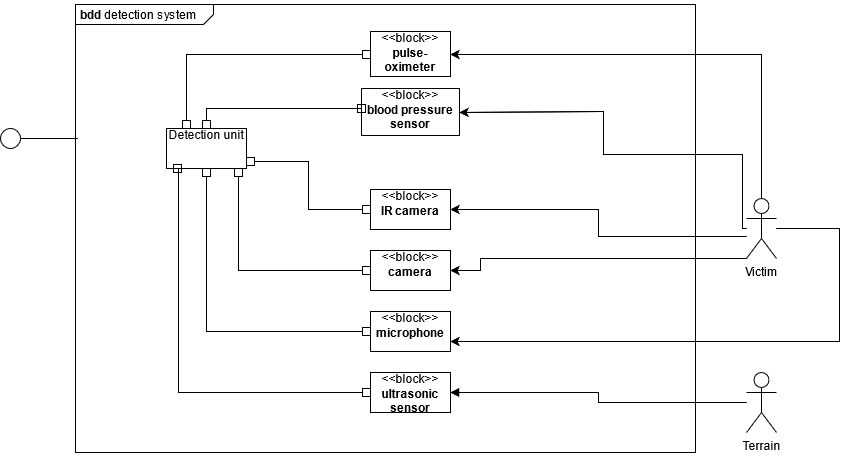 bdd detection system
<<block>>
pulse-
oximeter
<<block>>
blood pressure
sensor
Detection unit
<<block>>
IR camera
<<block>>
camera
Victim
<<block>>
microphone
<<block>>
ultrasonic
sensor
Terrain